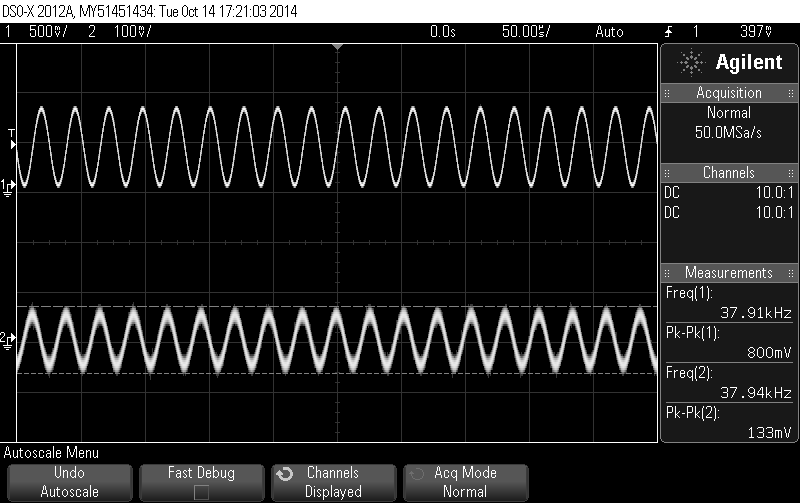 DSO-X 2012A, MY51451434: Tue Oct 14 17:21:03 2014
1 500mV/ 2 100mV/ 0.0s 50.00us/ Auto 1 397mV
Agilent
Acquisition
Normal
50.0MSa/s
Channels
DC 10.0:1
DC 10.0:1
Measurements
Freq(1):
37.91kHz
Pk-Pk(1):
800mV
Freq(2):
37.94kHz
Pk-Pk(2):
133mV
T
1
2
Autoscale Menu
Undo
Autoscale
Fast Debug
Channels
Displayed
Acq Mode
Normal